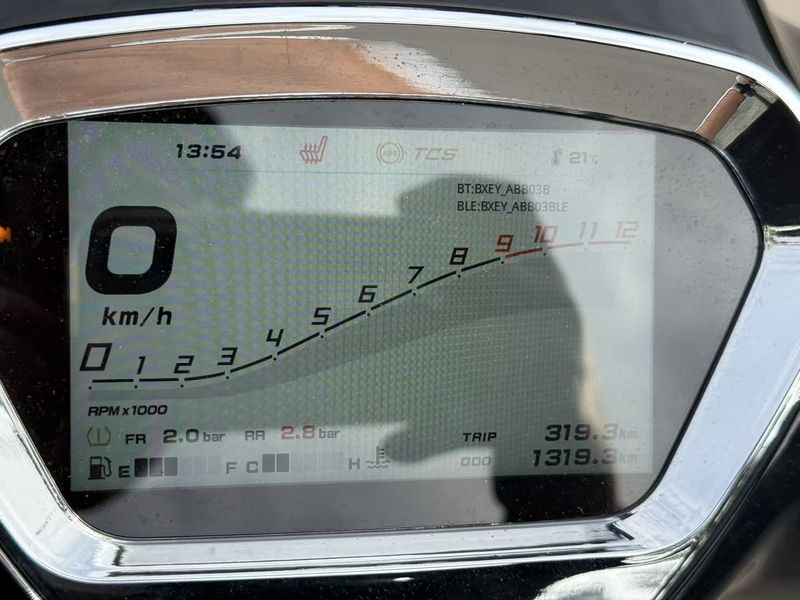 13:54 ABS TCS 21°C
BT:BXEY_ABB03B
BLE:BXEY_ABB03BLE
0
km/h
0 1 2 3 4 5 6 7 8 9 10 11 12
RPM x1000
FR 2.0 bar RR 2.8 bar TRIP 319.3 km
E F C H ODO 1319.3 km